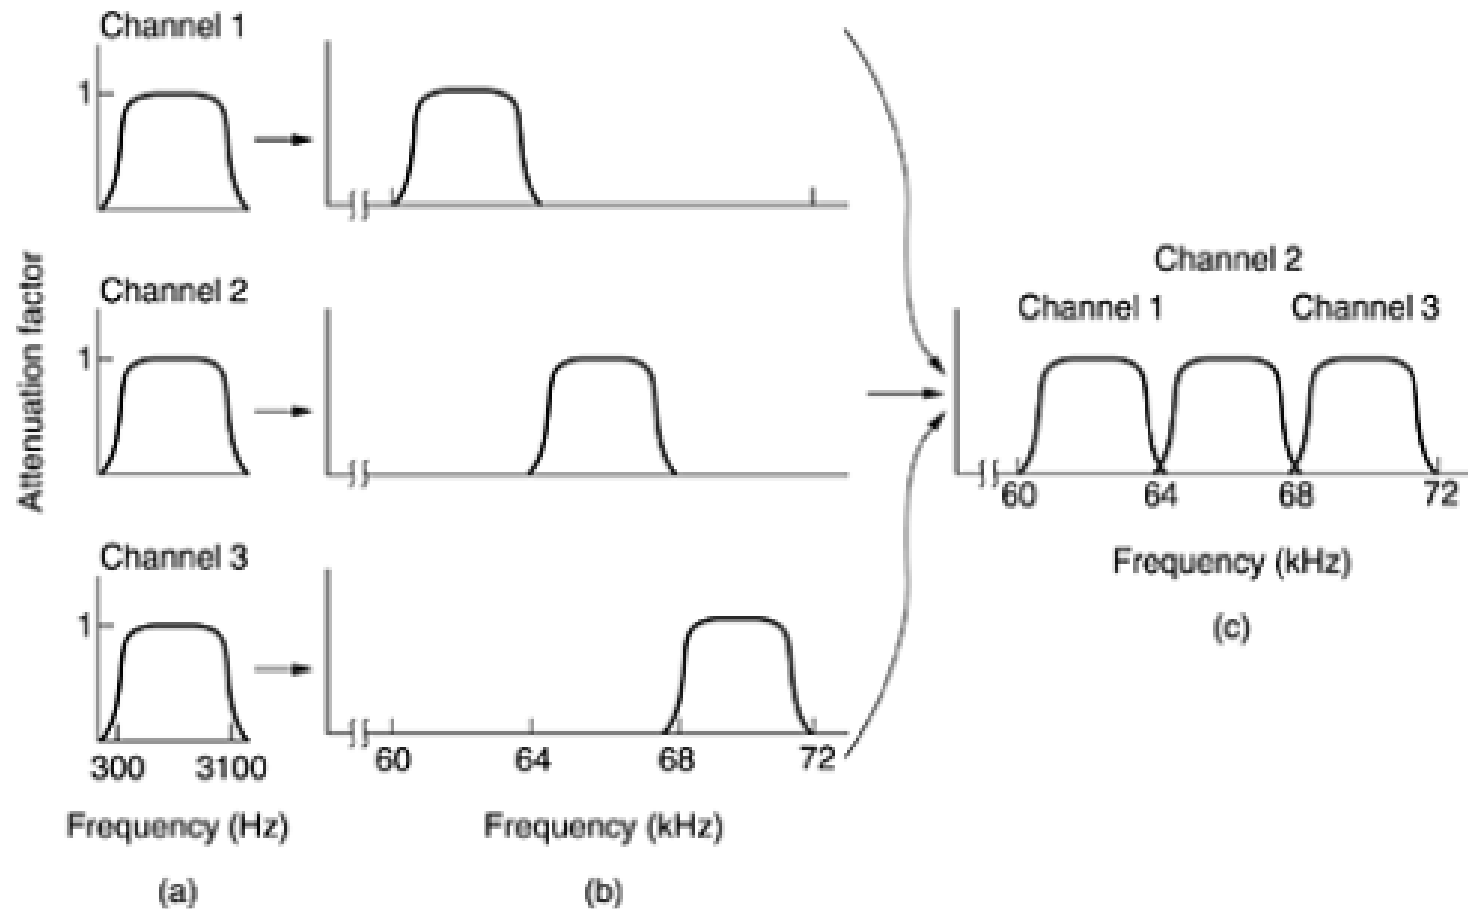 Channel 1
1
Attenuation factor
Channel 2
1
Channel 3
1
300 3100
Frequency (Hz)
(a)
60 64 68 72
Frequency (kHz)
(b)
Channel 2
Channel 1 Channel 3
60 64 68 72
Frequency (kHz)
(c)